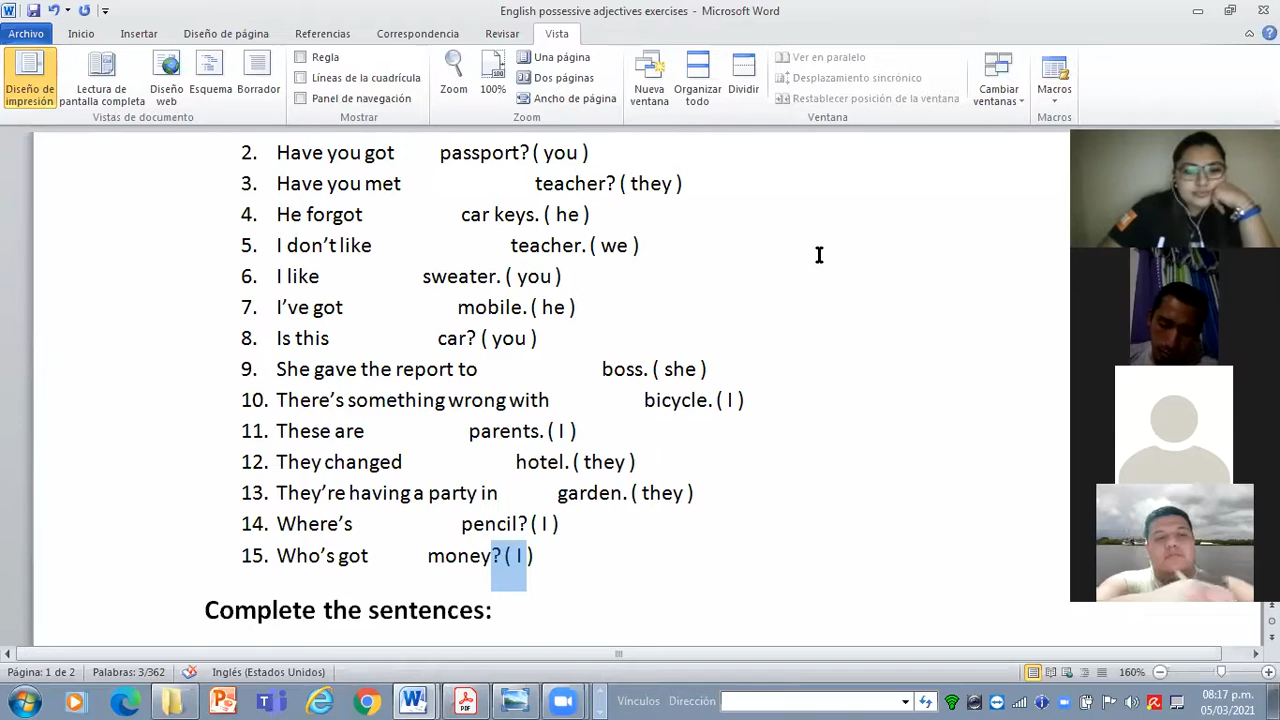 English possessive adjectives exercises - Microsoft Word
Archivo Inicio Insertar Diseño de página Referencias Correspondencia Revisar Vista
Diseño de impresión
Lectura de pantalla completa
Diseño web
Esquema
Borrador
Vistas de documento
Regla
Líneas de la cuadrícula
Panel de navegación
Mostrar
Zoom
100%
Una página
Dos páginas
Ancho de página
Zoom
Nueva ventana
Organizar todo
Dividir
Ver en paralelo
Desplazamiento sincrónico
Restablecer posición de la ventana
Ventana
Cambiar ventanas
Macros
Macros
2. Have you got passport? ( you )
3. Have you met teacher? ( they )
4. He forgot car keys. ( he )
5. I don’t like teacher. ( we )
6. I like sweater. ( you )
7. I’ve got mobile. ( he )
8. Is this car? ( you )
9. She gave the report to boss. ( she )
10. There’s something wrong with bicycle. ( I )
11. These are parents. ( I )
12. They changed hotel. ( they )
13. They’re having a party in garden. ( they )
14. Where’s pencil? ( I )
15. Who’s got money? ( I )
Complete the sentences:
Página: 1 de 2 Palabras: 3/362 Inglés (Estados Unidos) 160%
Vínculos Dirección 08:17 p.m.
05/03/2021